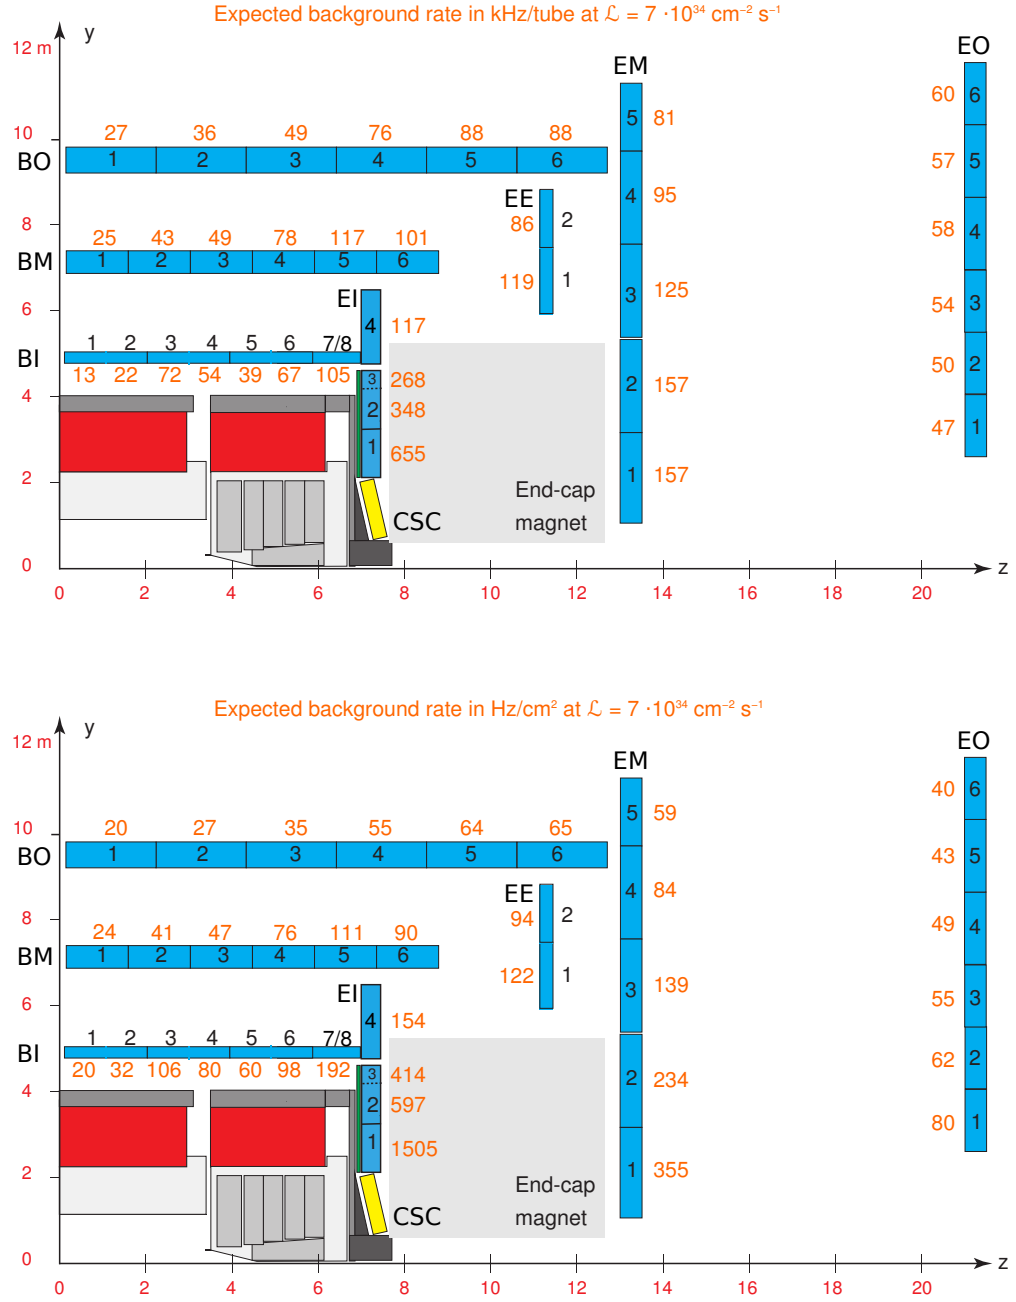 Expected background rate in kHz/tube at ℒ = 7 ·10³⁴ cm⁻² s⁻¹
12 m y EO
EM
60 6
5 81
27 36 49 76 88 88
10
BO 1 2 3 4 5 6
57 5
EE
4 95
86 2
8
58 4
25 43 49 78 117 101
BM 1 2 3 4 5 6
119 1
EI
3 125
54 3
6
4 117
1 2 3 4 5 6 7/8
BI
13 22 72 54 39 67 105
3 268
50 2
2 157
4
2 348
47 1
1 655
1 157
2
End-cap
magnet
CSC
0
z
0 2 4 6 8 10 12 14 16 18 20
Expected background rate in Hz/cm² at ℒ = 7 ·10³⁴ cm⁻² s⁻¹
12 m y EO
EM
40 6
5 59
20 27 35 55 64 65
10
BO 1 2 3 4 5 6
43 5
EE
4 84
94 2
8
49 4
24 41 47 76 111 90
BM 1 2 3 4 5 6
122 1
EI
3 139
55 3
6
4 154
1 2 3 4 5 6 7/8
BI
20 32 106 80 60 98 192
3 414
62 2
2 234
4
2 597
80 1
1 1505
1 355
2
End-cap
magnet
CSC
0
z
0 2 4 6 8 10 12 14 16 18 20